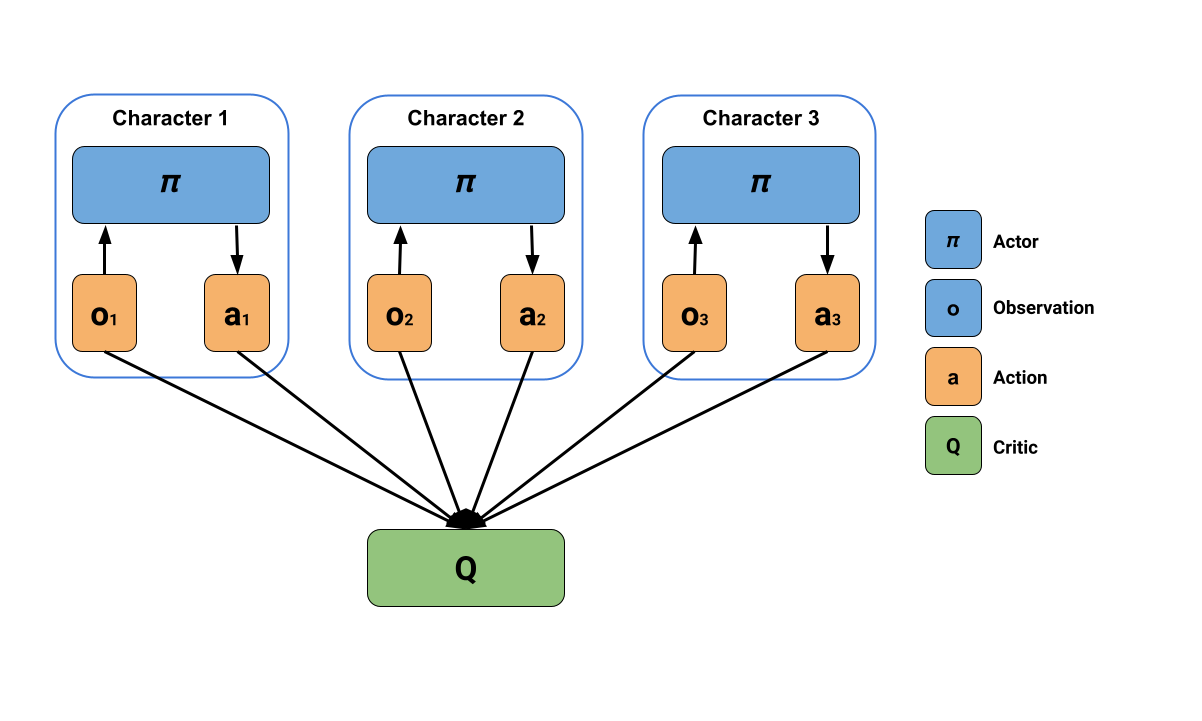 Character 1 Character 2 Character 3
π π π
o1 a1 o2 a2 o3 a3
π Actor
o Observation
a Action
Q Critic
Q